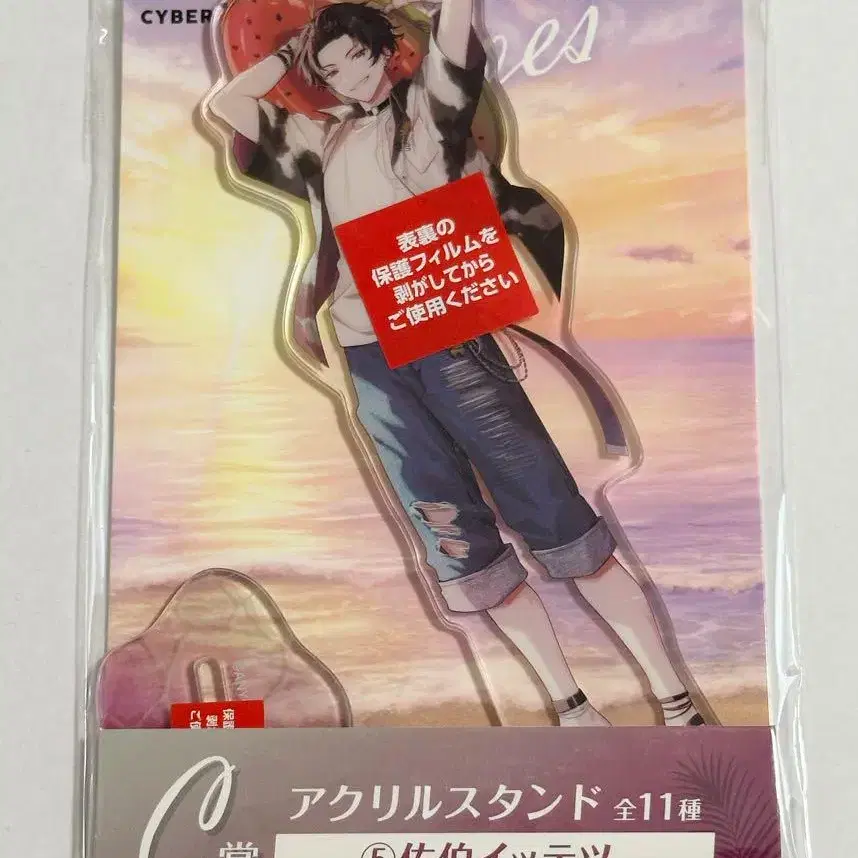 CYBER
表裏の
保護フィルムを
剥がしてから
ご使用ください
アクリルスタンド 全11種
C賞
⑤佐伯イッテツ